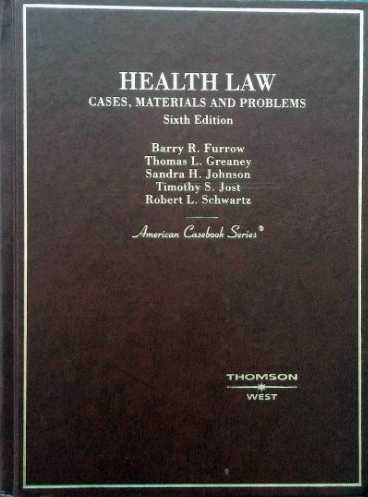 HEALTH LAW
CASES, MATERIALS AND PROBLEMS
Sixth Edition
Barry R. Furrow
Thomas L. Greaney
Sandra H. Johnson
Timothy S. Jost
Robert L. Schwartz
American Casebook Series®
THOMSON
WEST